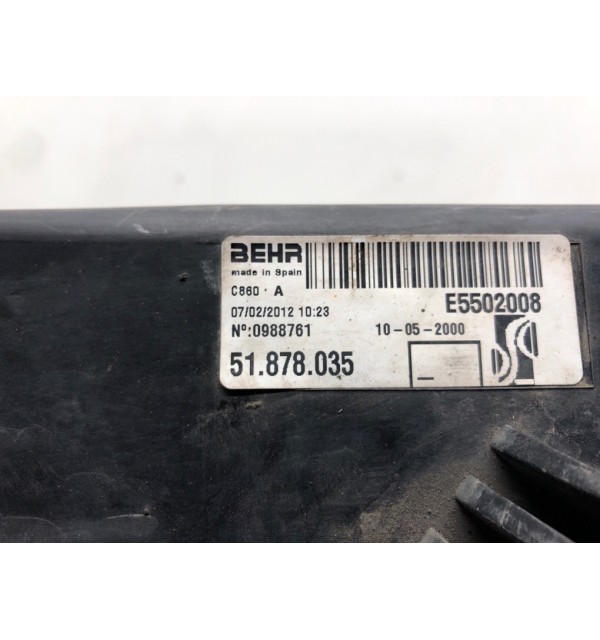 BEHR
made in Spain
C860 · A
E5502008
07/02/2012 10:23
Nº:0988761
10-05-2000
51.878.035